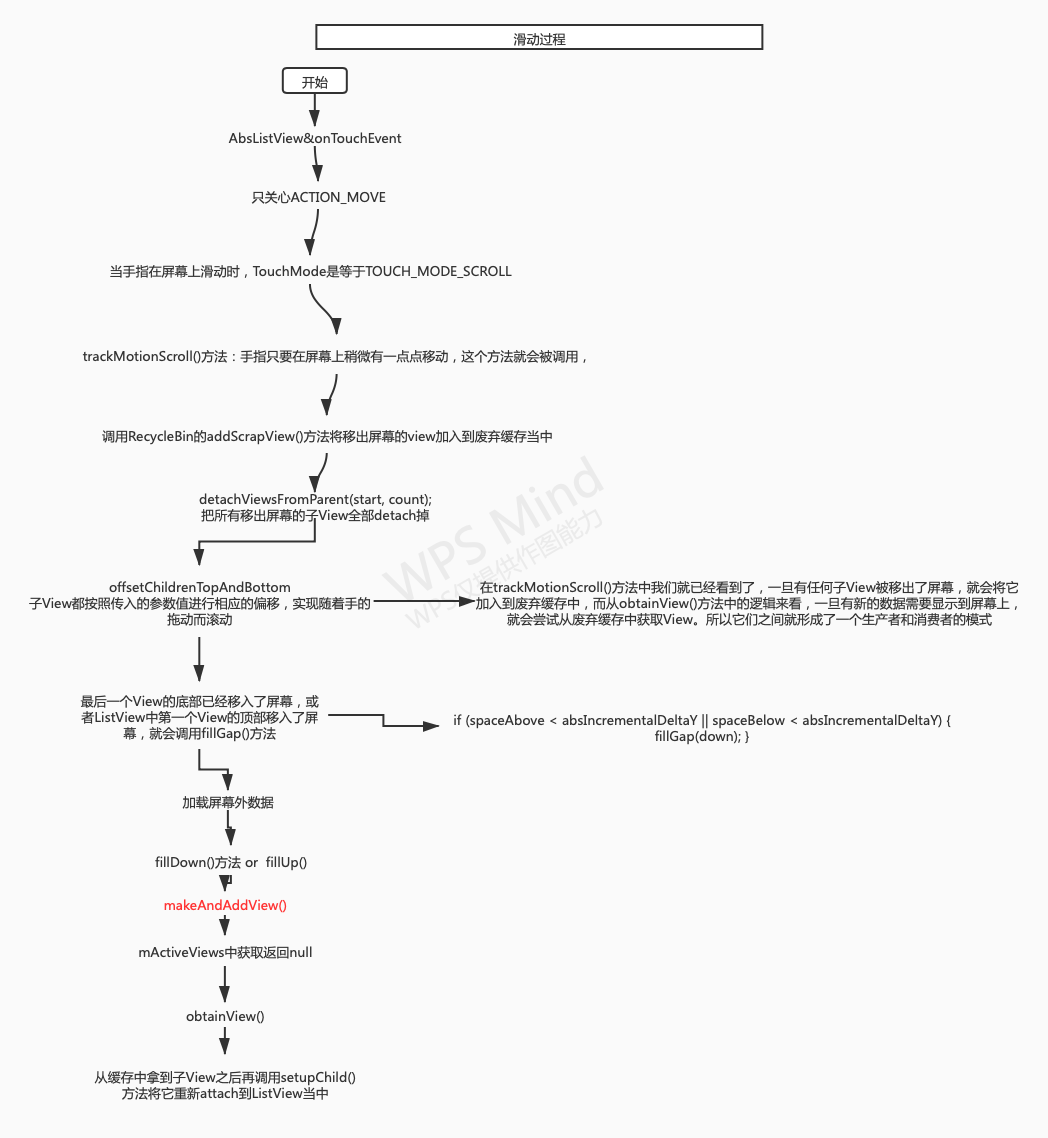 滑动过程
开始
AbsListView&onTouchEvent
只关心ACTION_MOVE
当手指在屏幕上滑动时，TouchMode是等于TOUCH_MODE_SCROLL
trackMotionScroll()方法：手指只要在屏幕上稍微有一点点移动，这个方法就会被调用，
调用RecycleBin的addScrapView()方法将移出屏幕的view加入到废弃缓存当中
detachViewsFromParent(start, count);
把所有移出屏幕的子View全部detach掉
offsetChildrenTopAndBottom
子View都按照传入的参数值进行相应的偏移，实现随着手的
拖动而滚动
在trackMotionScroll()方法中我们就已经看到了，一旦有任何子View被移出了屏幕，就会将它
加入到废弃缓存中，而从obtainView()方法中的逻辑来看，一旦有新的数据需要显示到屏幕上，
就会尝试从废弃缓存中获取View。所以它们之间就形成了一个生产者和消费者的模式
最后一个View的底部已经移入了屏幕，或
者ListView中第一个View的顶部移入了屏
幕，就会调用fillGap()方法
if (spaceAbove < absIncrementalDeltaY || spaceBelow < absIncrementalDeltaY) {
fillGap(down); }
加载屏幕外数据
fillDown()方法 or  fillUp()
makeAndAddView()
mActiveViews中获取返回null
obtainView()
从缓存中拿到子View之后再调用setupChild()
方法将它重新attach到ListView当中
WPS Mind
WPS仅提供作图能力